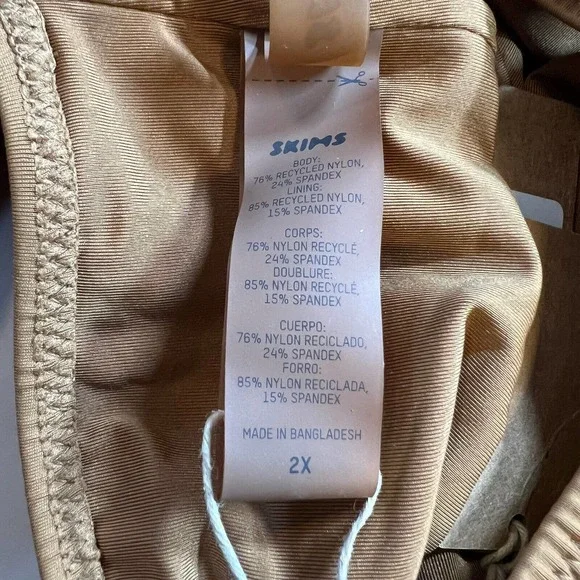 SKIMS
BODY:
76% RECYCLED NYLON,
24% SPANDEX
LINING:
85% RECYCLED NYLON,
15% SPANDEX
CORPS:
76% NYLON RECYCLÉ,
24% SPANDEX
DOUBLURE:
85% NYLON RECYCLÉ,
15% SPANDEX
CUERPO:
76% NYLON RECICLADO,
24% SPANDEX
FORRO:
85% NYLON RECICLADA,
15% SPANDEX
MADE IN BANGLADESH
2X